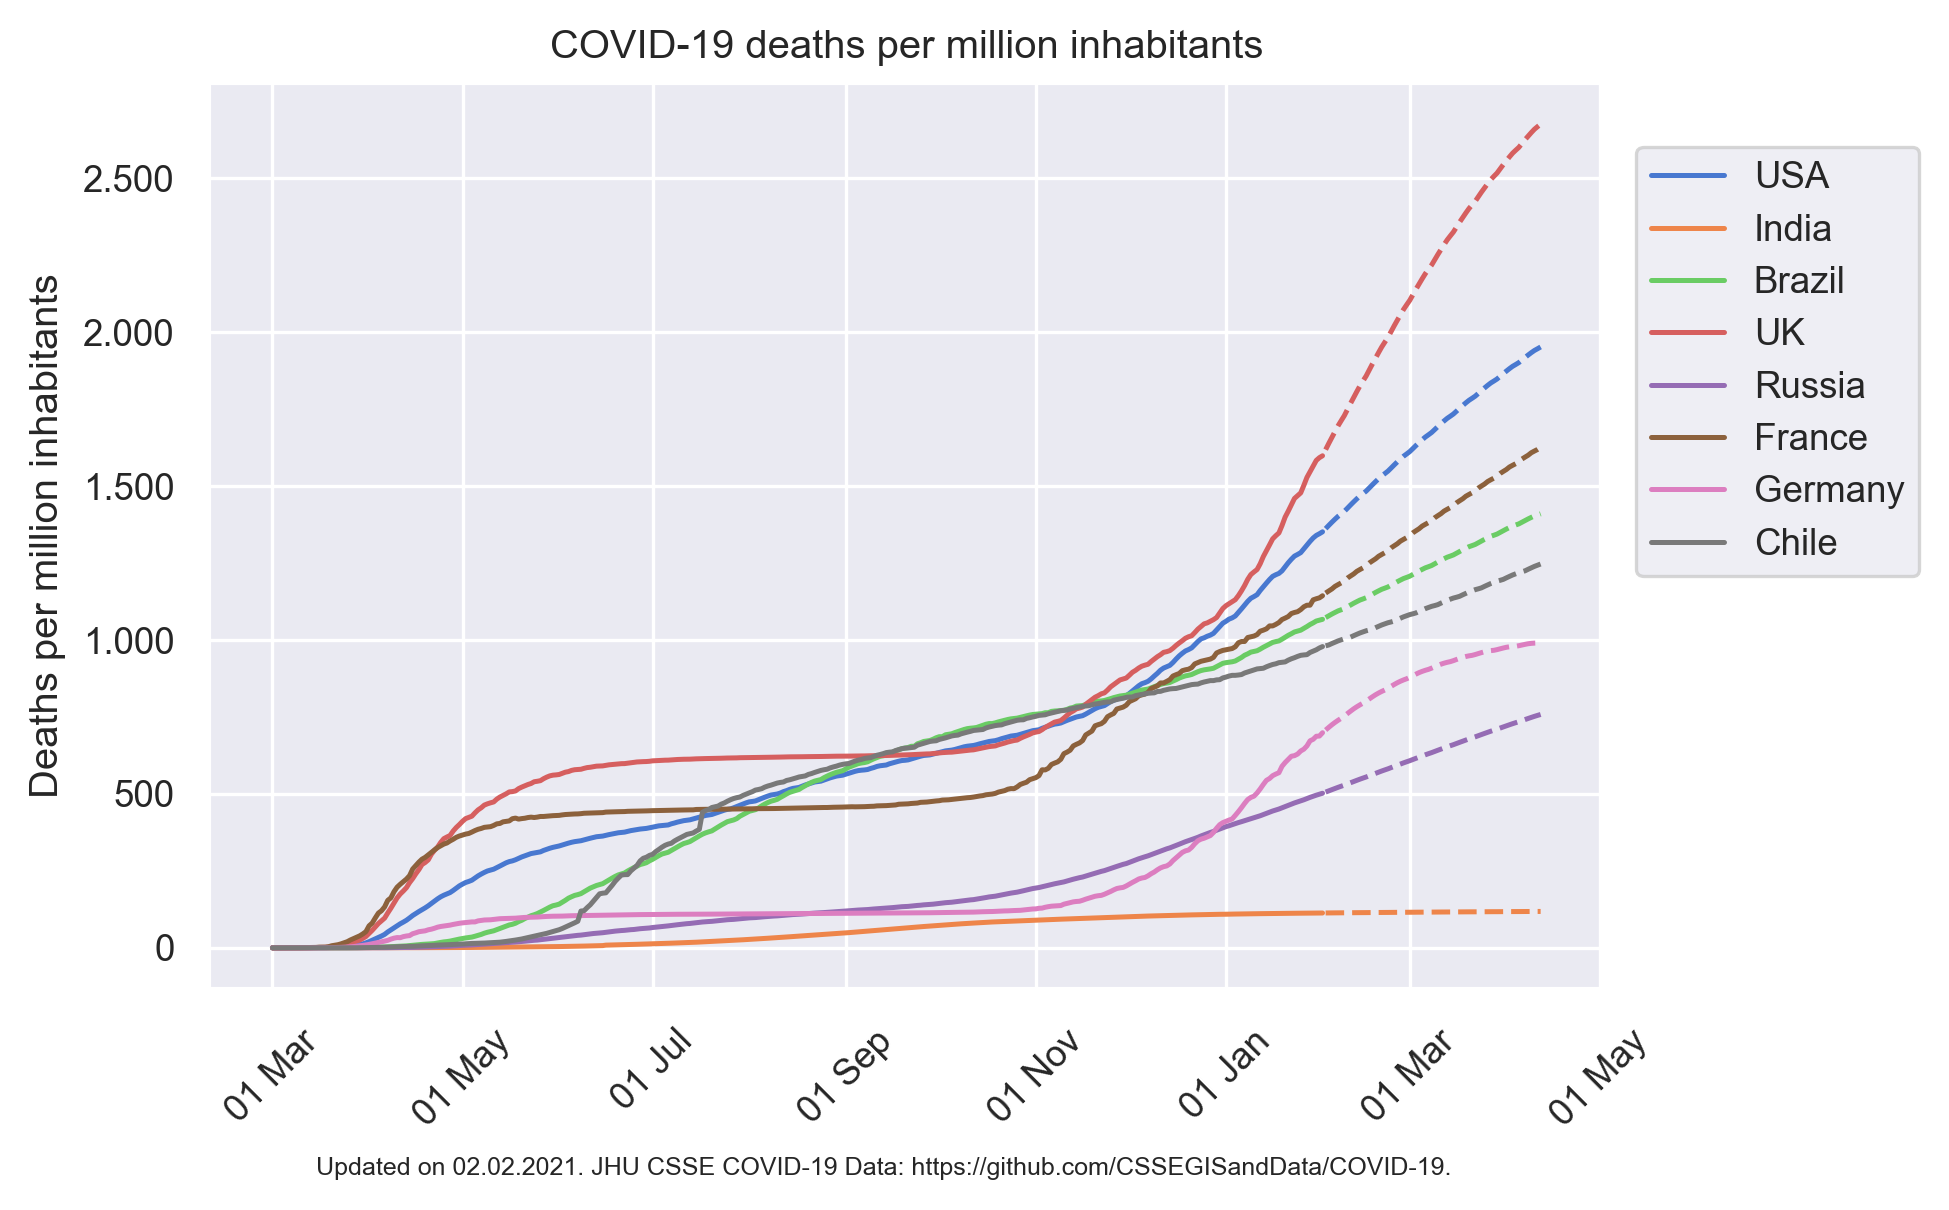 COVID-19 deaths per million inhabitants
Deaths per million inhabitants
2.500
2.000
1.500
1.000
500
0
01 Mar
01 May
01 Jul
01 Sep
01 Nov
01 Jan
01 Mar
01 May
USA
India
Brazil
UK
Russia
France
Germany
Chile
Updated on 02.02.2021. JHU CSSE COVID-19 Data: https://github.com/CSSEGISandData/COVID-19.